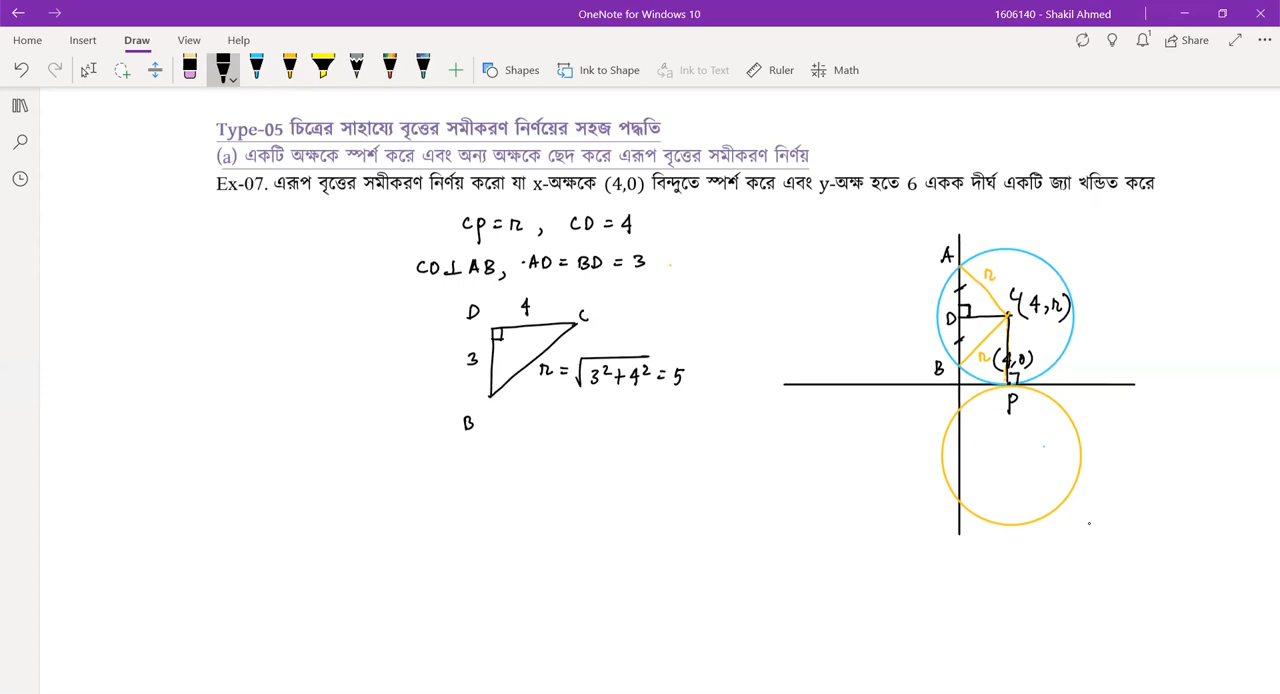 OneNote for Windows 10
1606140 - Shakil Ahmed
Home Insert Draw View Help
1 Share
Shapes Ink to Shape Ink to Text Ruler Math
Type-05 চিত্রের সাহায্যে বৃত্তের সমীকরণ নির্ণয়ের সহজ পদ্ধতি
(a) একটি অক্ষকে স্পর্শ করে এবং অন্য অক্ষকে ছেদ করে এরূপ বৃত্তের সমীকরণ নির্ণয়
Ex-07. এরূপ বৃত্তের সমীকরণ নির্ণয় করো যা x-অক্ষকে (4,0) বিন্দুতে স্পর্শ করে এবং y-অক্ষ হতে 6 একক দীর্ঘ একটি জ্যা খন্ডিত করে
CP = r, CD = 4
CD ⊥ AB, AD = BD = 3
D 4 C
3 r = √3² + 4² = 5
B
A r
D C(4, r)
B r (4,0)
P